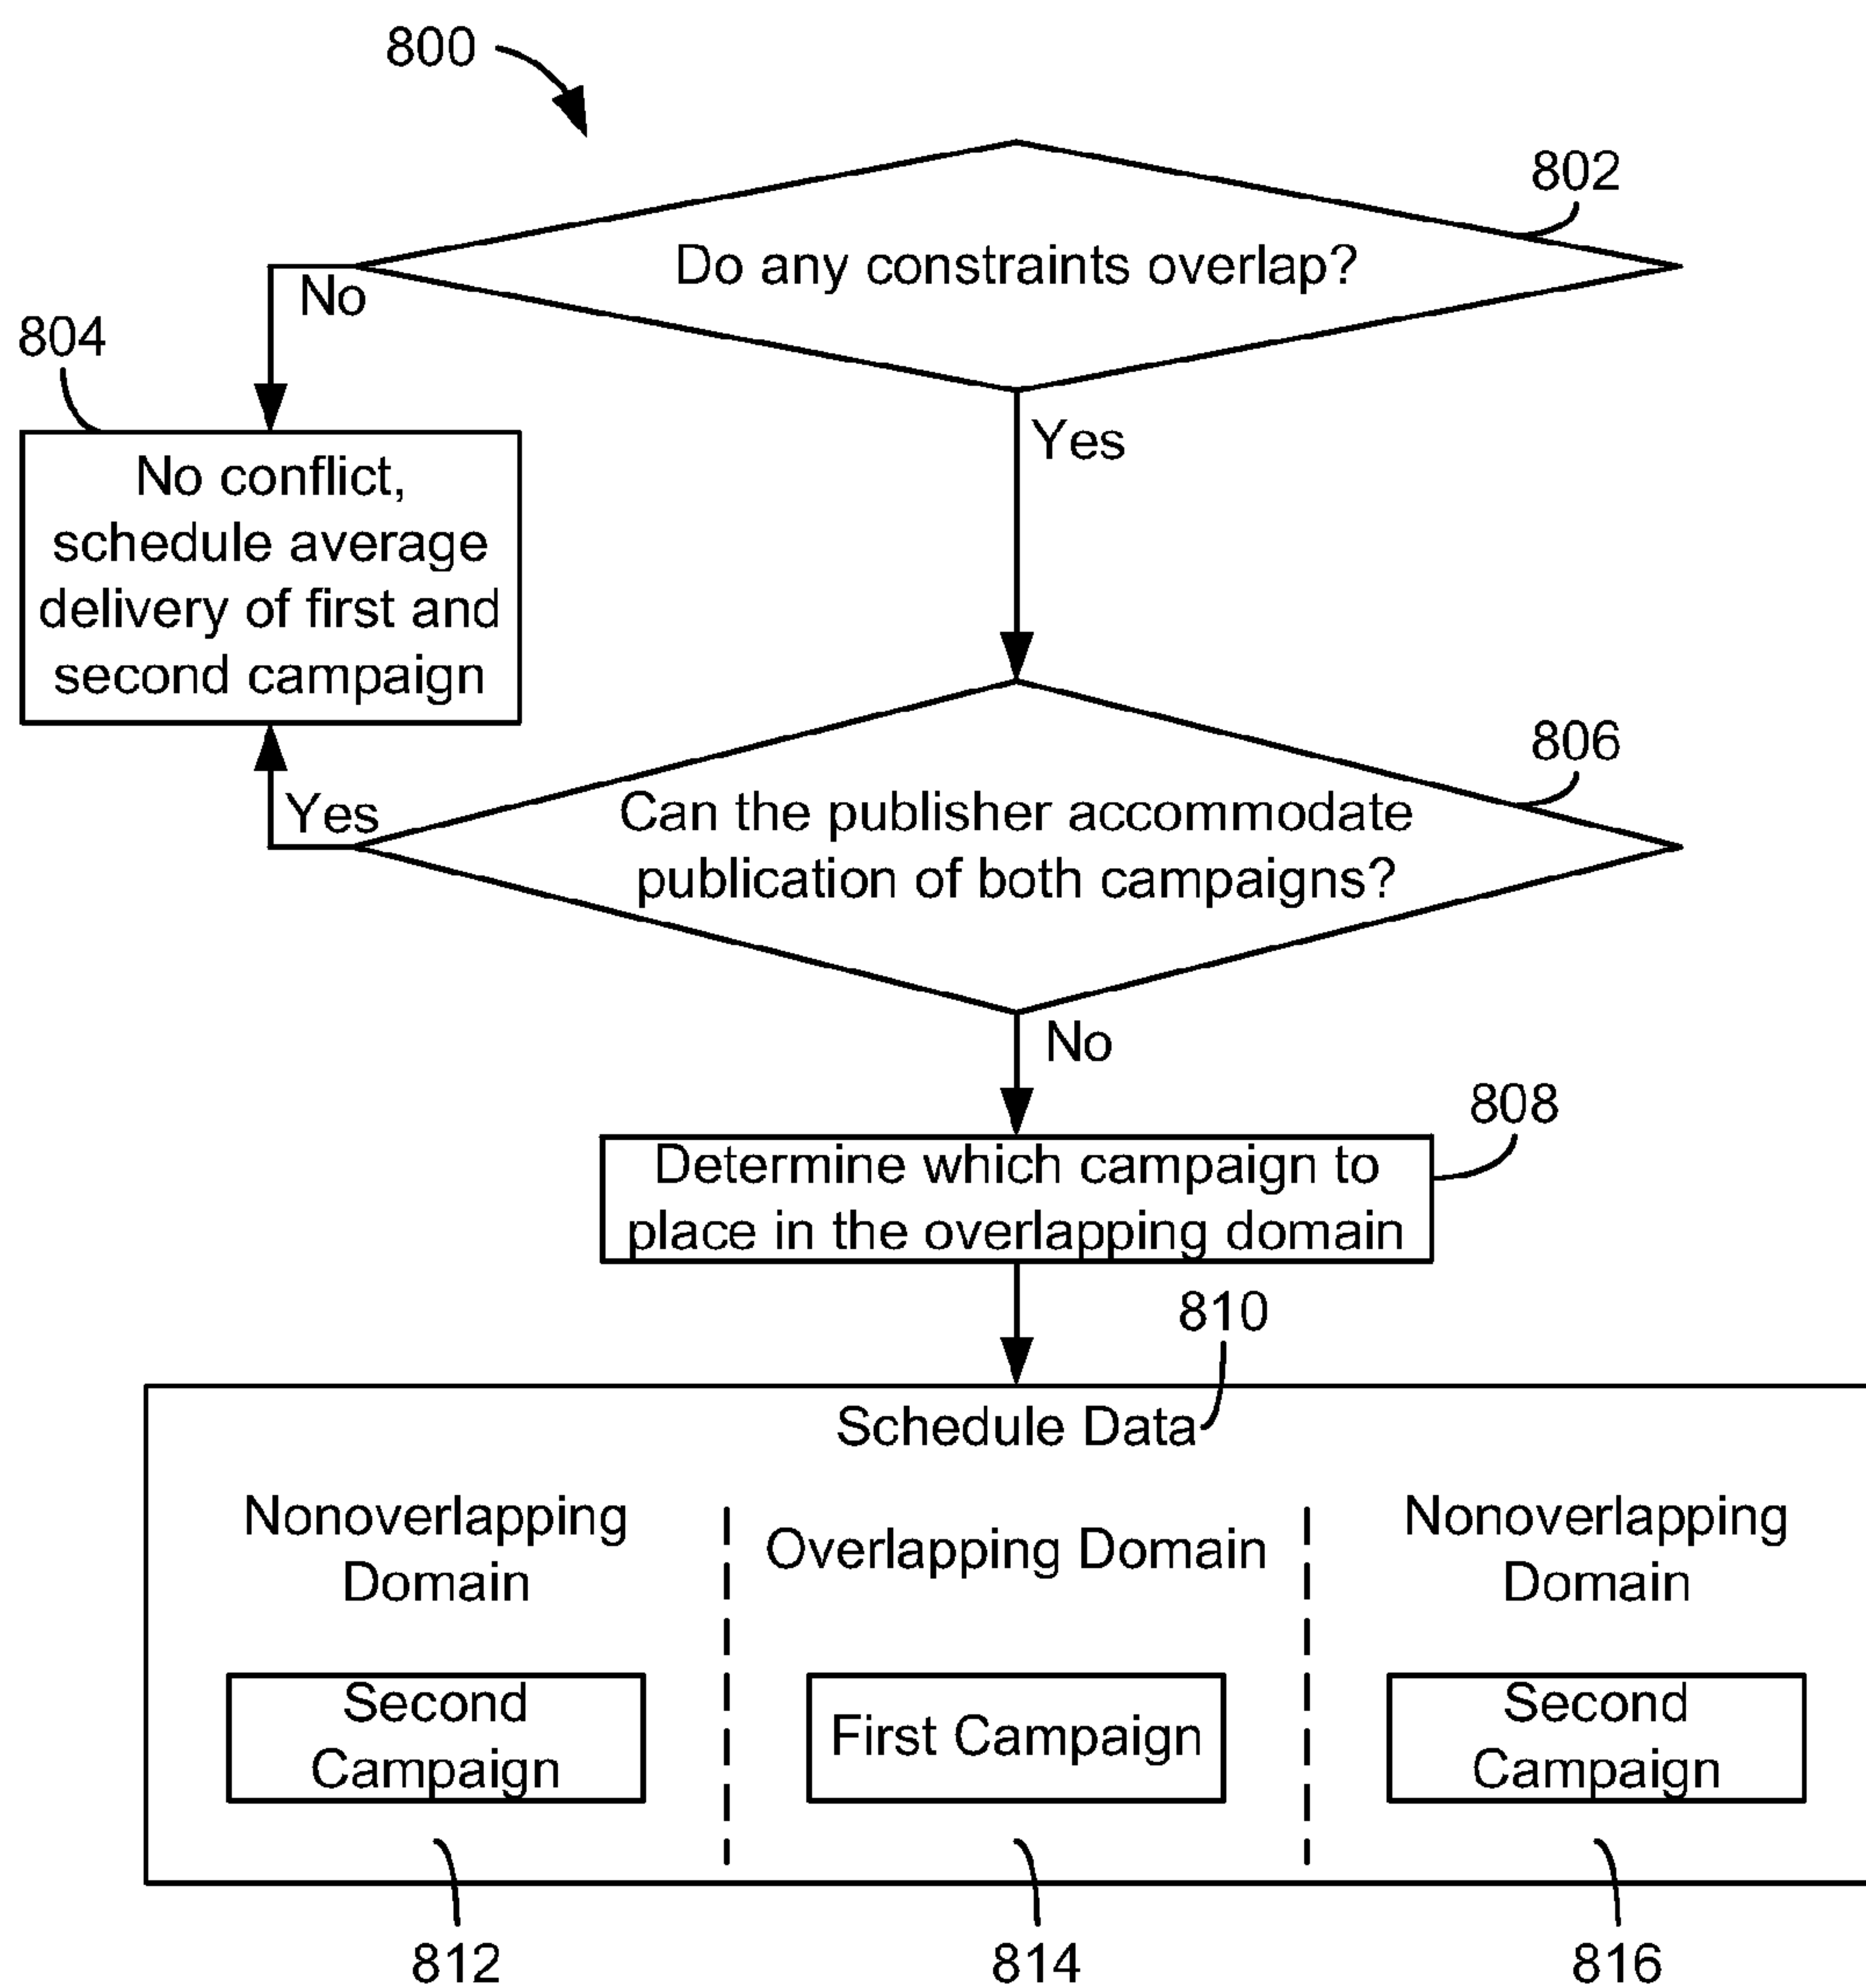 800
802
Do any constraints overlap?
No
804
Yes
No conflict,
schedule average
delivery of first and
second campaign
806
Yes
Can the publisher accommodate
publication of both campaigns?
No
808
Determine which campaign to
place in the overlapping domain
810
Schedule Data
Nonoverlapping
Domain
Overlapping Domain
Nonoverlapping
Domain
Second
Campaign
First Campaign
Second
Campaign
812
814
816